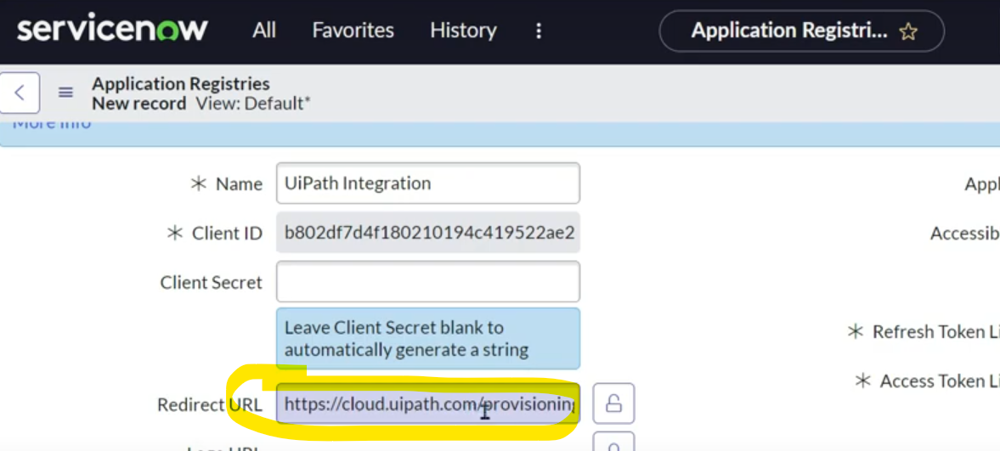 servicenow All Favorites History Application Registri...
Application Registries
New record View: Default*
More Info
Name UiPath Integration Appl
Client ID b802df7d4f180210194c419522ae2 Accessib
Client Secret
Leave Client Secret blank to
automatically generate a string
Refresh Token Li
Redirect URL https://cloud.uipath.com/provisioning
Access Token Li
Logo URL